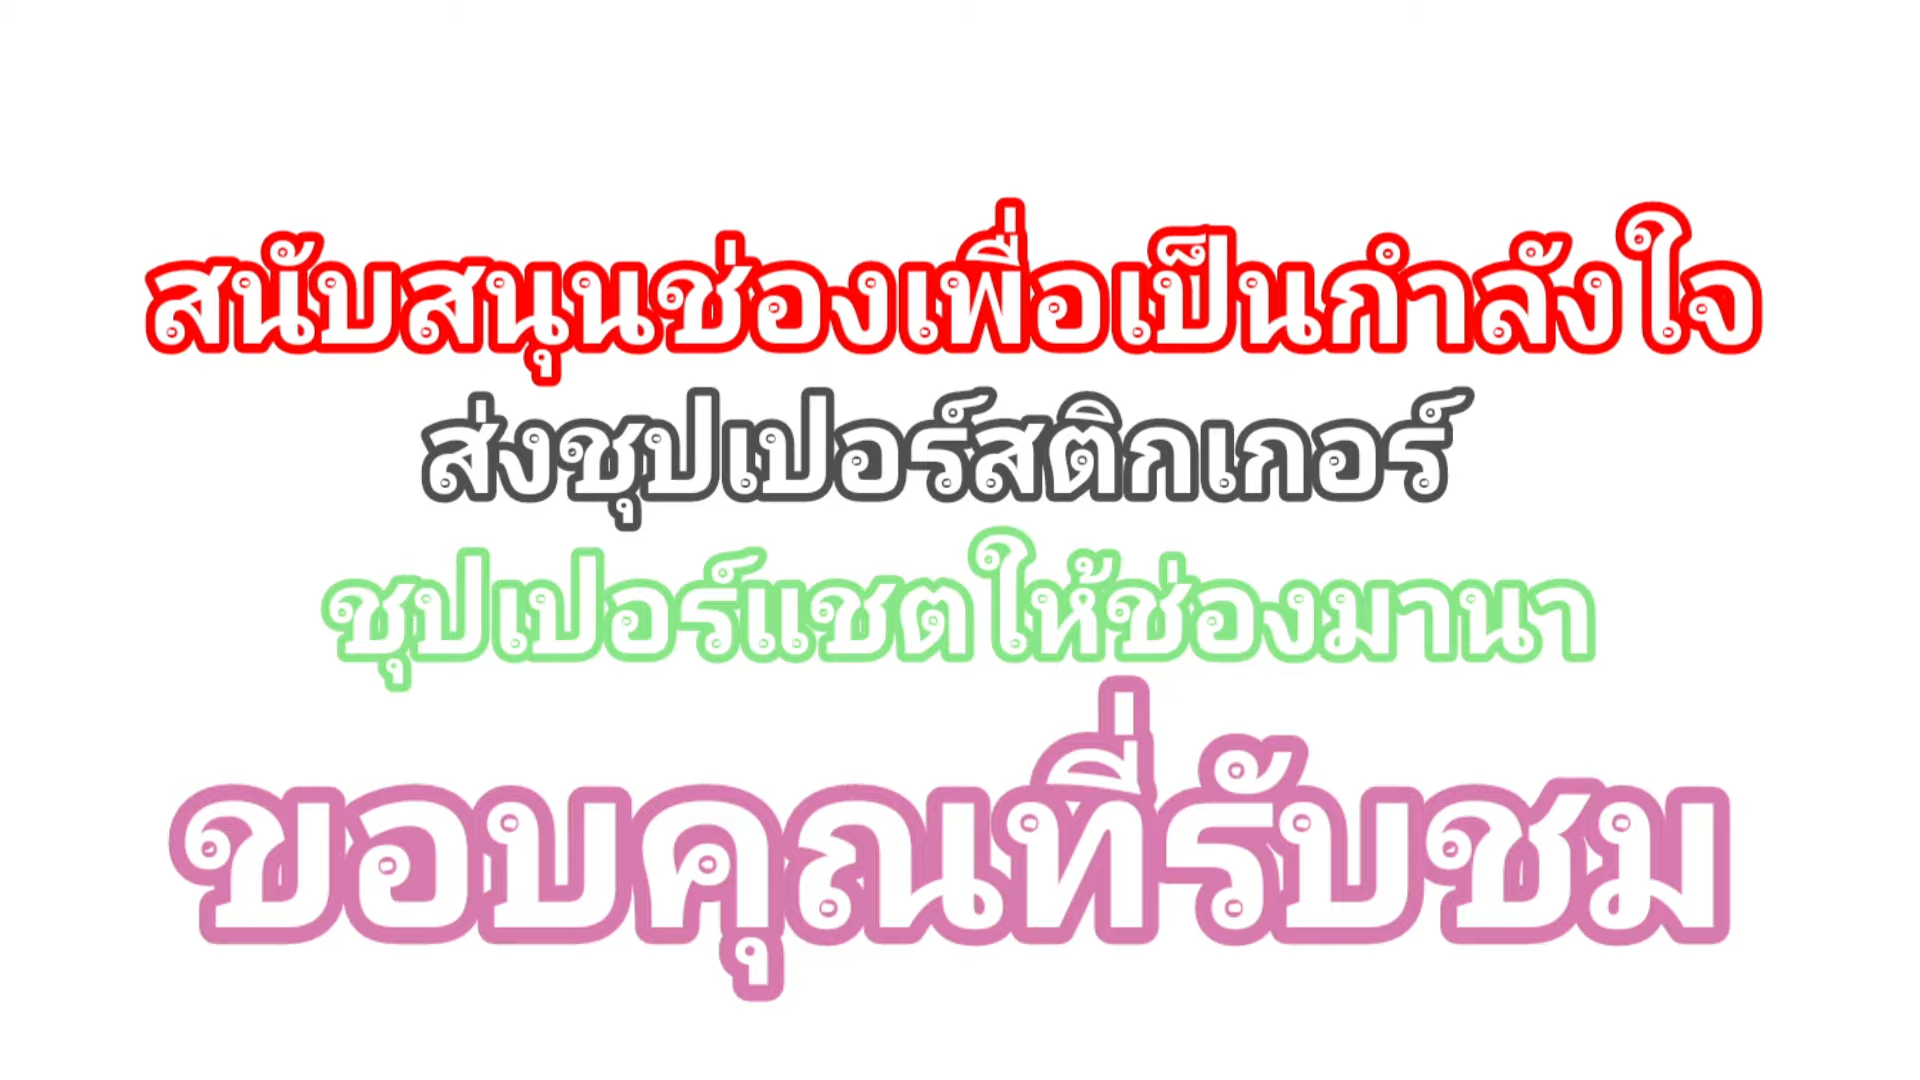 สนับสนุนช่องเพื่อเป็นกำลังใจ
ส่งซุปเปอร์สติกเกอร์
ซุปเปอร์แชตให้ช่องมานา
ขอบคุณที่รับชม